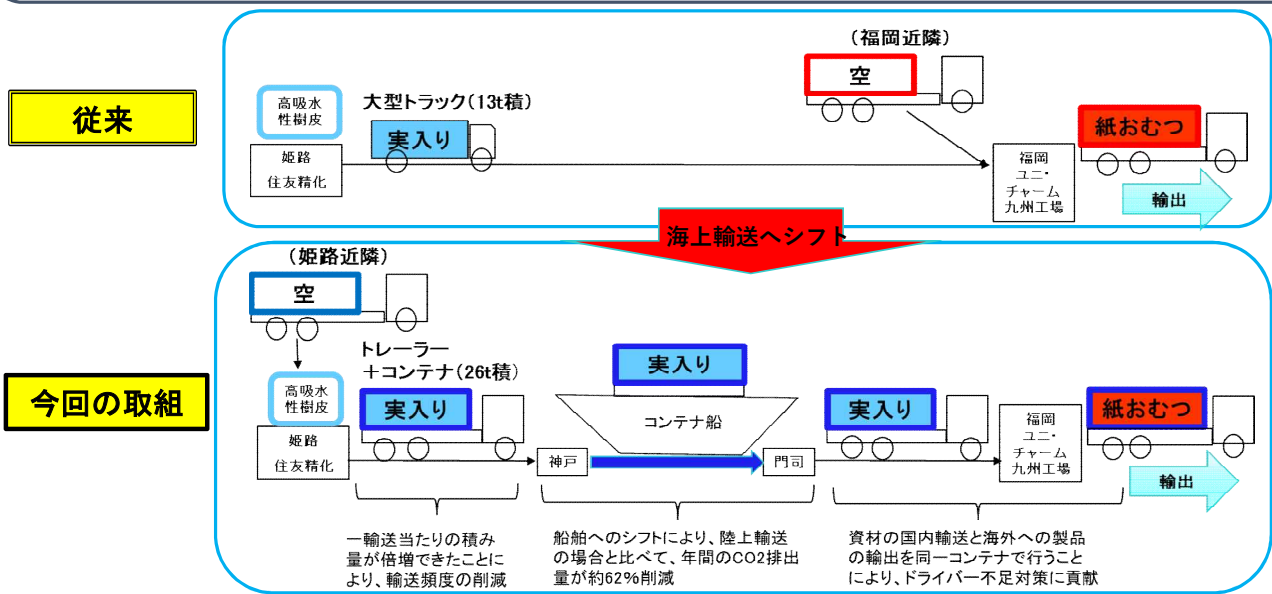 従来
高吸水
性樹皮
姫路
住友精化
大型トラック(13t積)
実入り
(福岡近隣)
空
福岡
ユニ・
チャーム
九州工場
紙おむつ
輸出
海上輸送へシフト
今回の取組
(姫路近隣)
空
高吸水
性樹皮
姫路
住友精化
トレーラー
+コンテナ(26t積)
実入り
神戸
実入り
コンテナ船
門司
実入り
福岡
ユニ・
チャーム
九州工場
紙おむつ
輸出
一輸送当たりの積み
量が倍増できたことに
より、輸送頻度の削減
船舶へのシフトにより、陸上輸送
の場合と比べて、年間のCO2排出
量が約62%削減
資材の国内輸送と海外への製品
の輸出を同一コンテナで行うこと
により、ドライバー不足対策に貢献